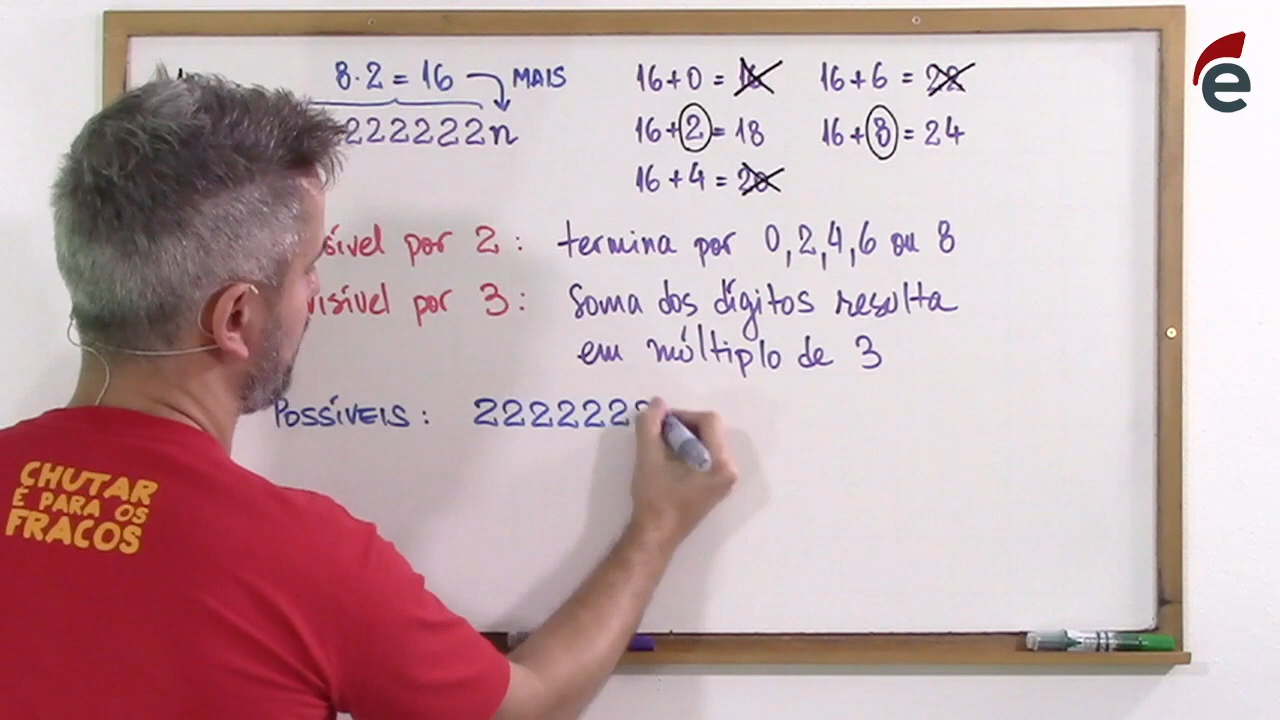 8·2 = 16 MAIS
222222n
16+0 = 16 16+6 = 22
16+2 = 18 16+8 = 24
16+4 = 20
sível por 2 : termina por 0,2,4,6 ou 8
visível por 3 : Soma dos dígitos resulta
em múltiplo de 3
POSSÍVEIS : 2222222
CHUTAR
É PARA OS
FRACOS
e